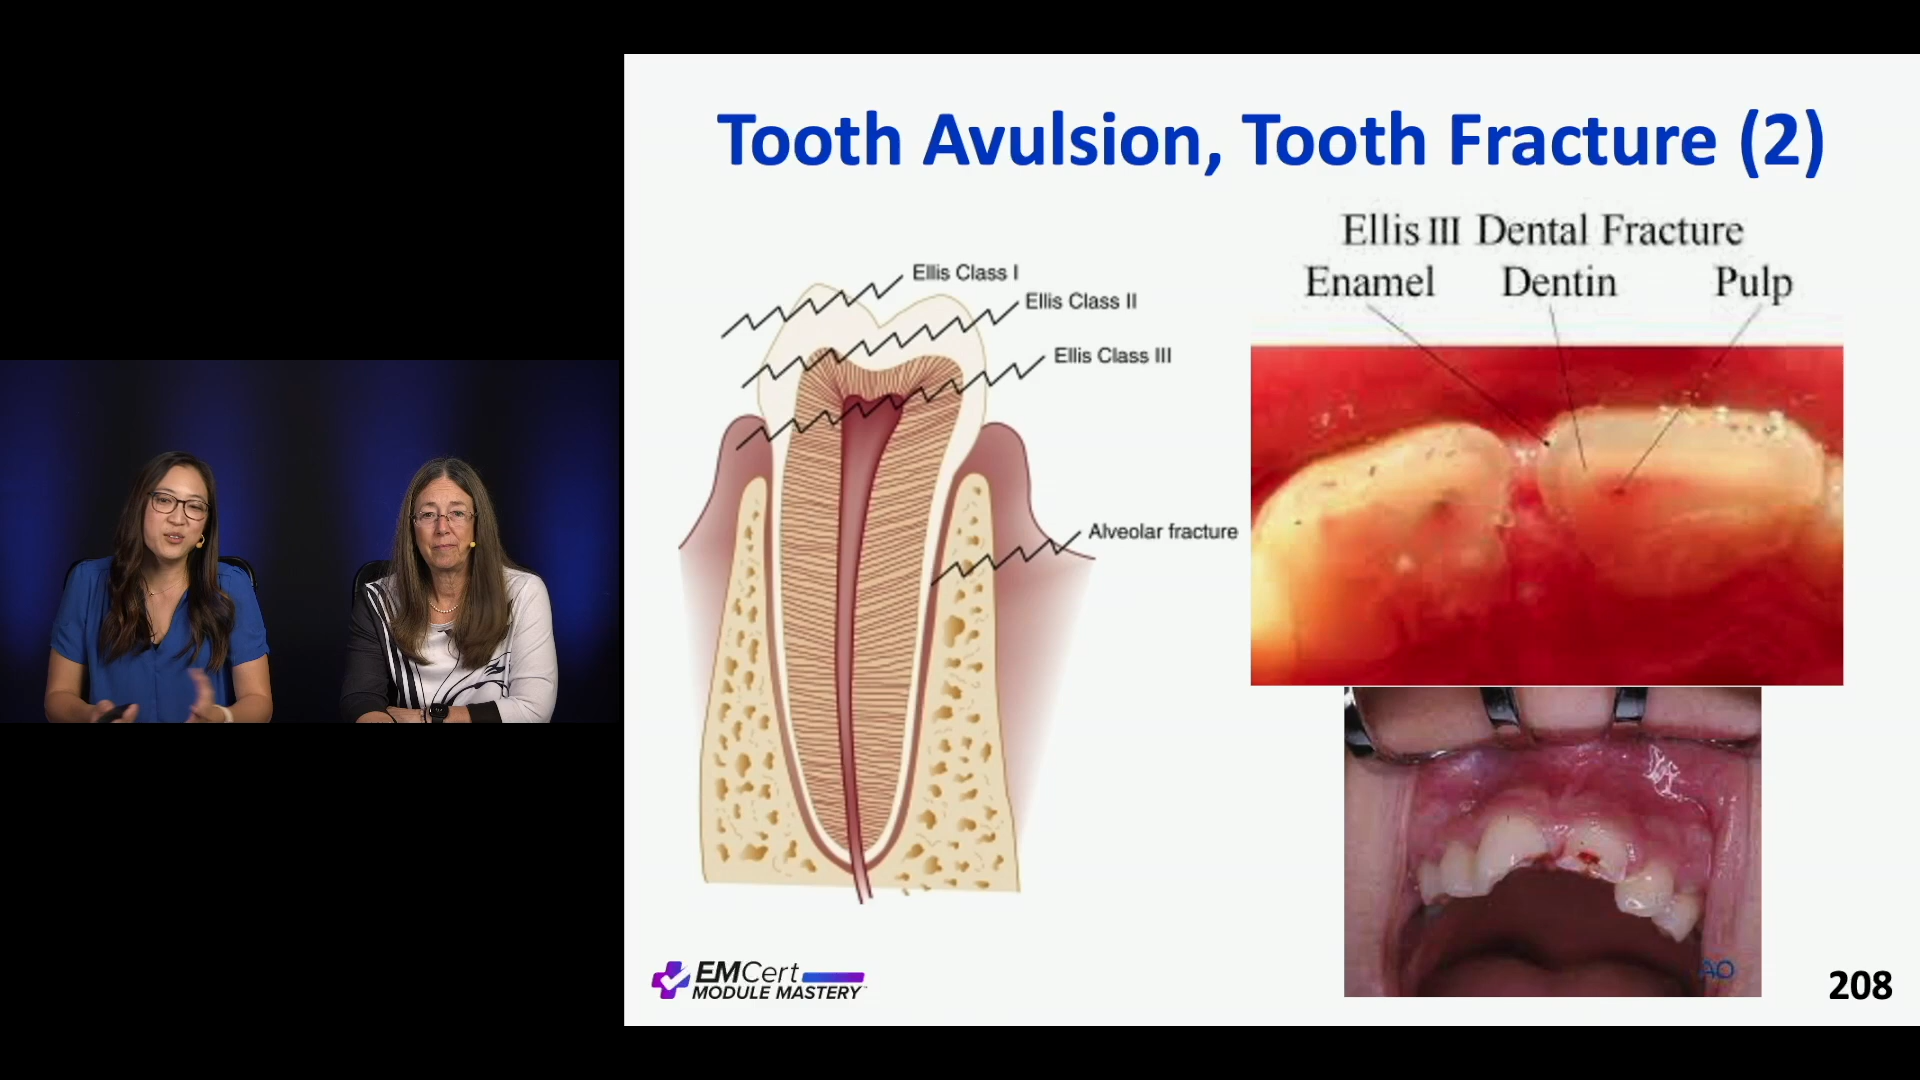 Tooth Avulsion, Tooth Fracture (2)
Ellis Class I
Ellis Class II
Ellis Class III
Alveolar fracture
Ellis III Dental Fracture
Enamel Dentin Pulp
AO
EMCert
MODULE MASTERY
208